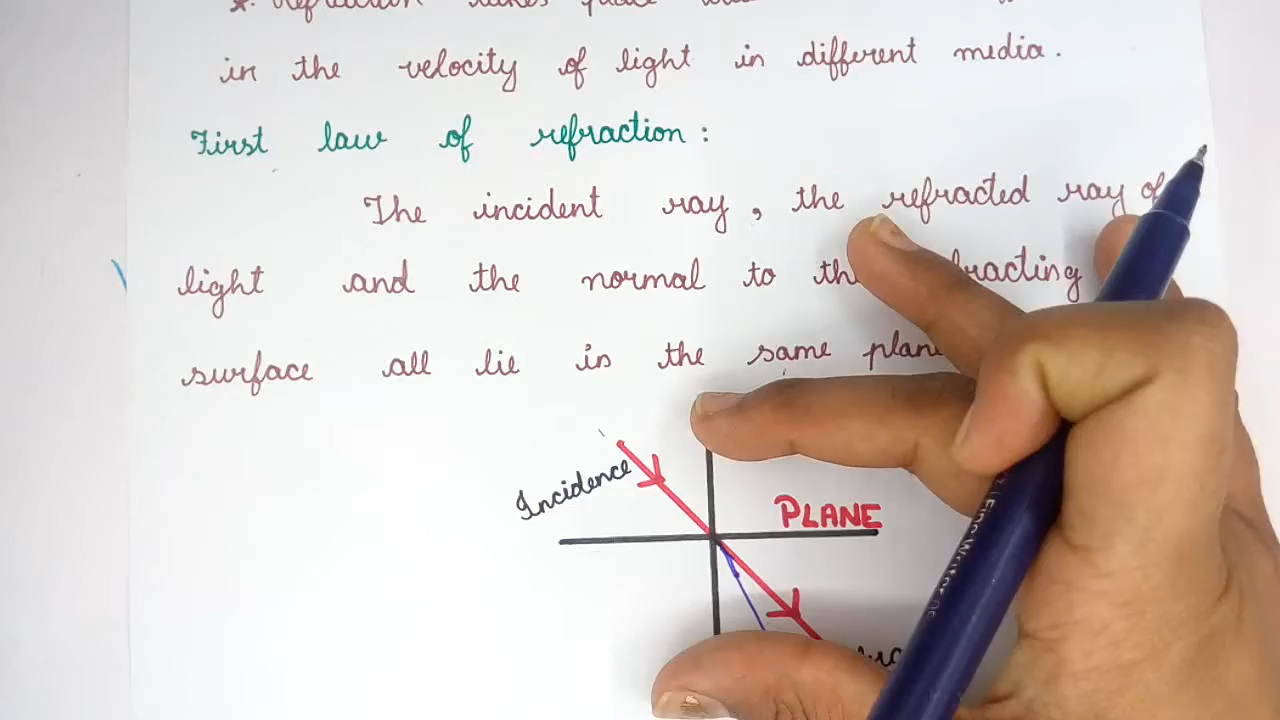 in the velocity of light in different media.
First law of refraction:
The incident ray, the refracted ray of
light and the normal to the
surface all lie in the same
Incidence
PLANE